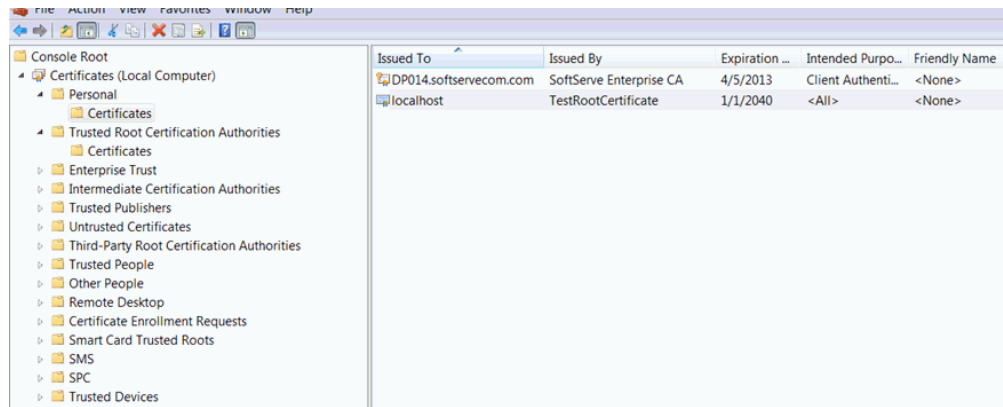 File Action View Favorites Window Help
Console Root
Certificates (Local Computer)
Personal
Certificates
Trusted Root Certification Authorities
Certificates
Enterprise Trust
Intermediate Certification Authorities
Trusted Publishers
Untrusted Certificates
Third-Party Root Certification Authorities
Trusted People
Other People
Remote Desktop
Certificate Enrollment Requests
Smart Card Trusted Roots
SMS
SPC
Trusted Devices
Issued To Issued By Expiration ... Intended Purpo... Friendly Name
DP014.softservecom.com SoftServe Enterprise CA 4/5/2013 Client Authenti... <None>
localhost TestRootCertificate 1/1/2040 <All> <None>